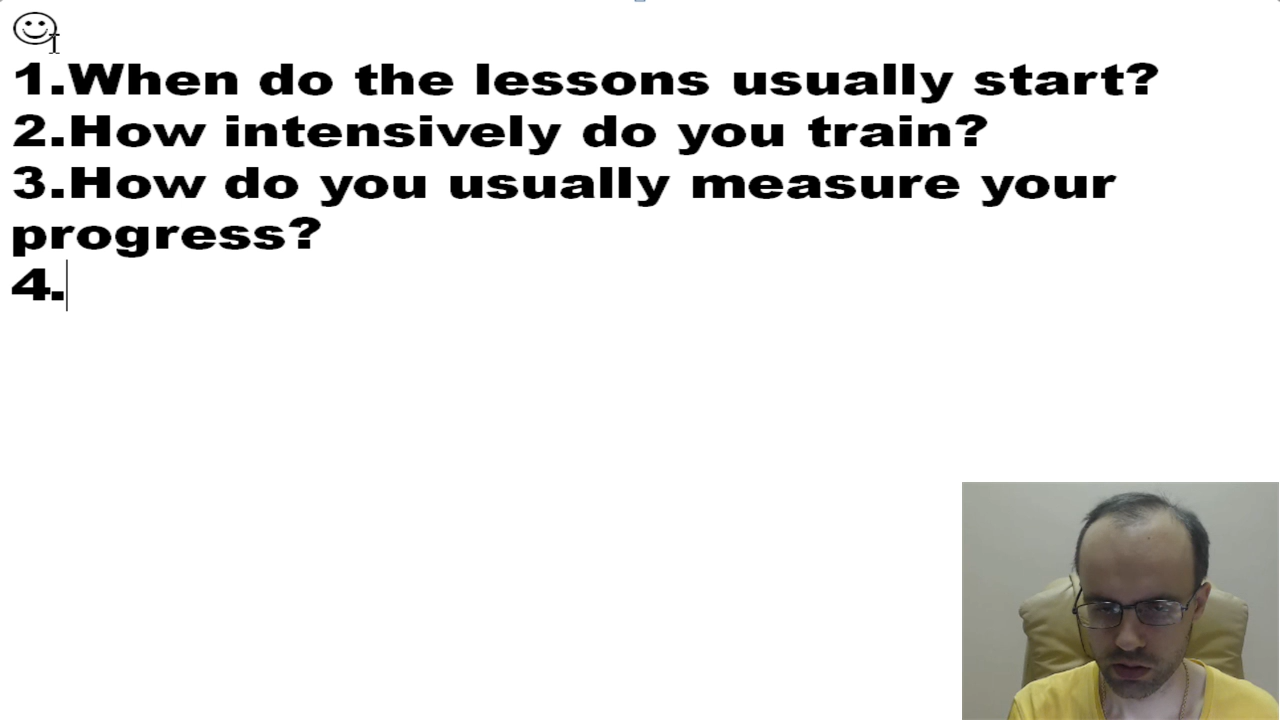 1.When do the lessons usually start?
2.How intensively do you train?
3.How do you usually measure your
progress?
4.